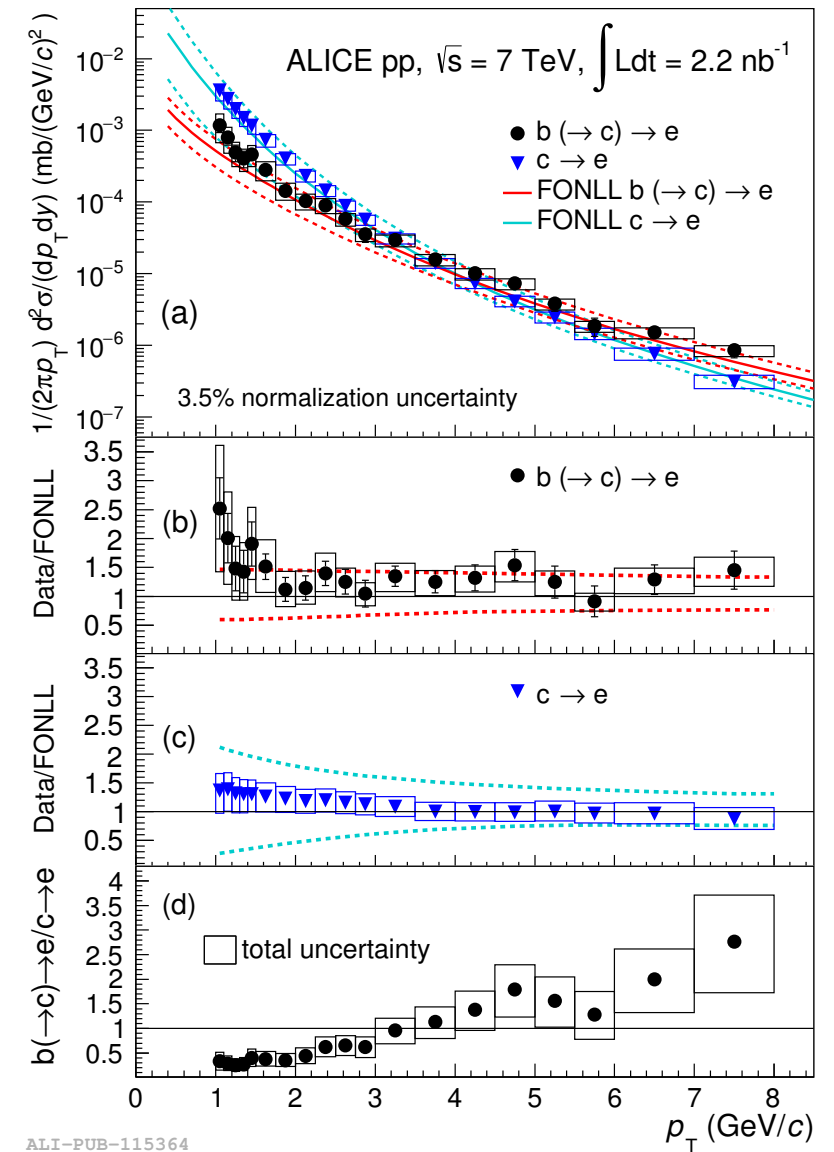 1/(2πp_T) d²σ/(dp_Tdy) (mb/(GeV/c)²)
10⁻²
10⁻³
10⁻⁴
10⁻⁵
10⁻⁶
10⁻⁷
ALICE pp, √s = 7 TeV, ∫Ldt = 2.2 nb⁻¹
b (→ c) → e
c → e
FONLL b (→ c) → e
FONLL c → e
(a)
3.5% normalization uncertainty
Data/FONLL
3.5
3
2.5
2
1.5
1
0.5
(b)
b (→ c) → e
Data/FONLL
3.5
3
2.5
2
1.5
1
0.5
(c)
c → e
b(→c)→e/c→e
4
3.5
3
2.5
2
1.5
1
0.5
(d)
total uncertainty
0 1 2 3 4 5 6 7 8
p_T (GeV/c)
ALI-PUB-115364